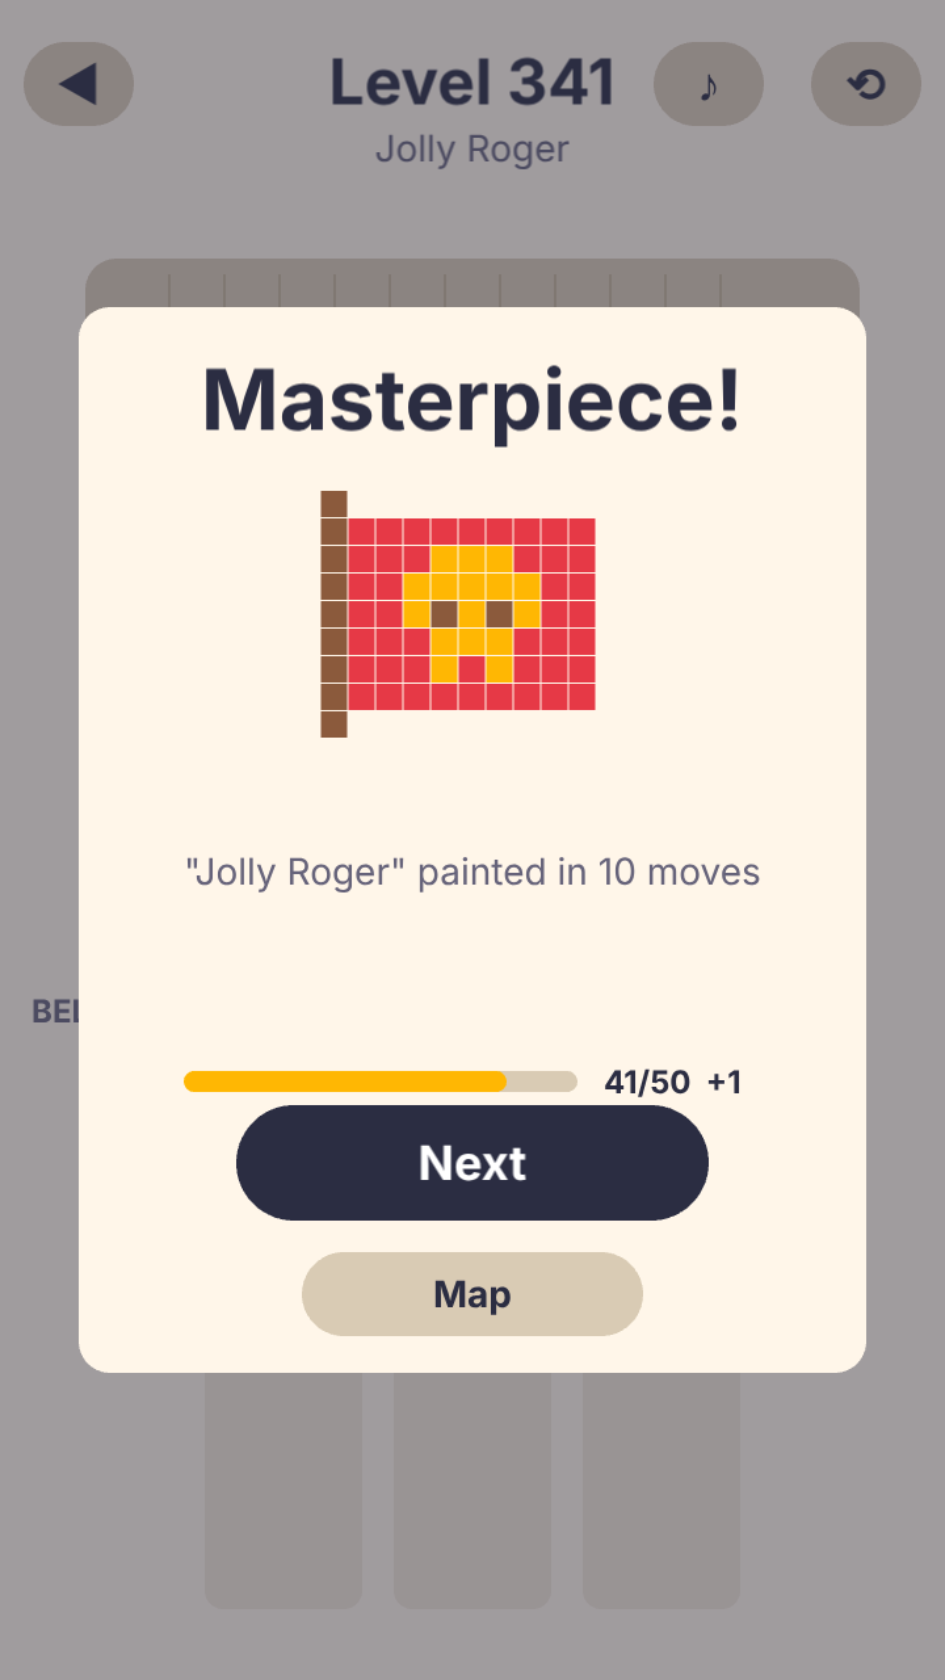 Level 341
Jolly Roger
Masterpiece!
"Jolly Roger" painted in 10 moves
41/50 +1
Next
Map